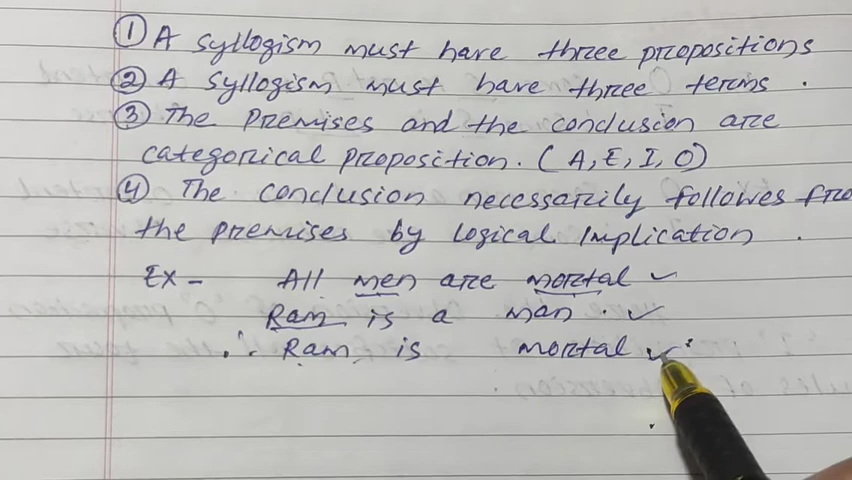 ① A syllogism must have three propositions
② A syllogism must have three terms.
③ The premises and the conclusion are
categorical proposition. (A, E, I, O)
④ The conclusion necessarily followes fro
the premises by logical implication.
Ex - All men are mortal ✓
Ram is a man. ✓
∴ Ram is mortal ✓